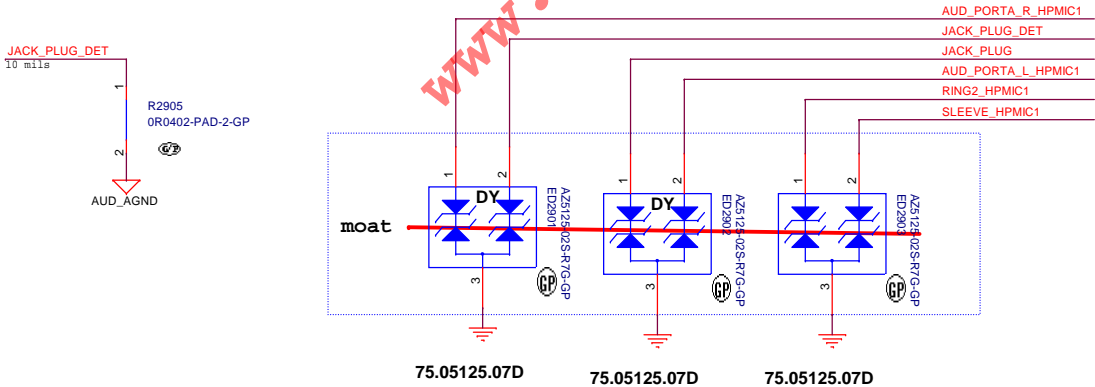 AUD_PORTA_R_HPMIC1
JACK_PLUG_DET
JACK_PLUG
AUD_PORTA_L_HPMIC1
RING2_HPMIC1
SLEEVE_HPMIC1
JACK_PLUG_DET
10 mils
1
R2905
0R0402-PAD-2-GP
2
G/P
AUD_AGND
www.
moat
1
2
DY
AZ5125-02S-R7G-GP
ED2901
3
GP
75.05125.07D
1
2
DY
AZ5125-02S-R7G-GP
ED2902
3
GP
75.05125.07D
1
2
AZ5125-02S-R7G-GP
ED2903
3
GP
75.05125.07D